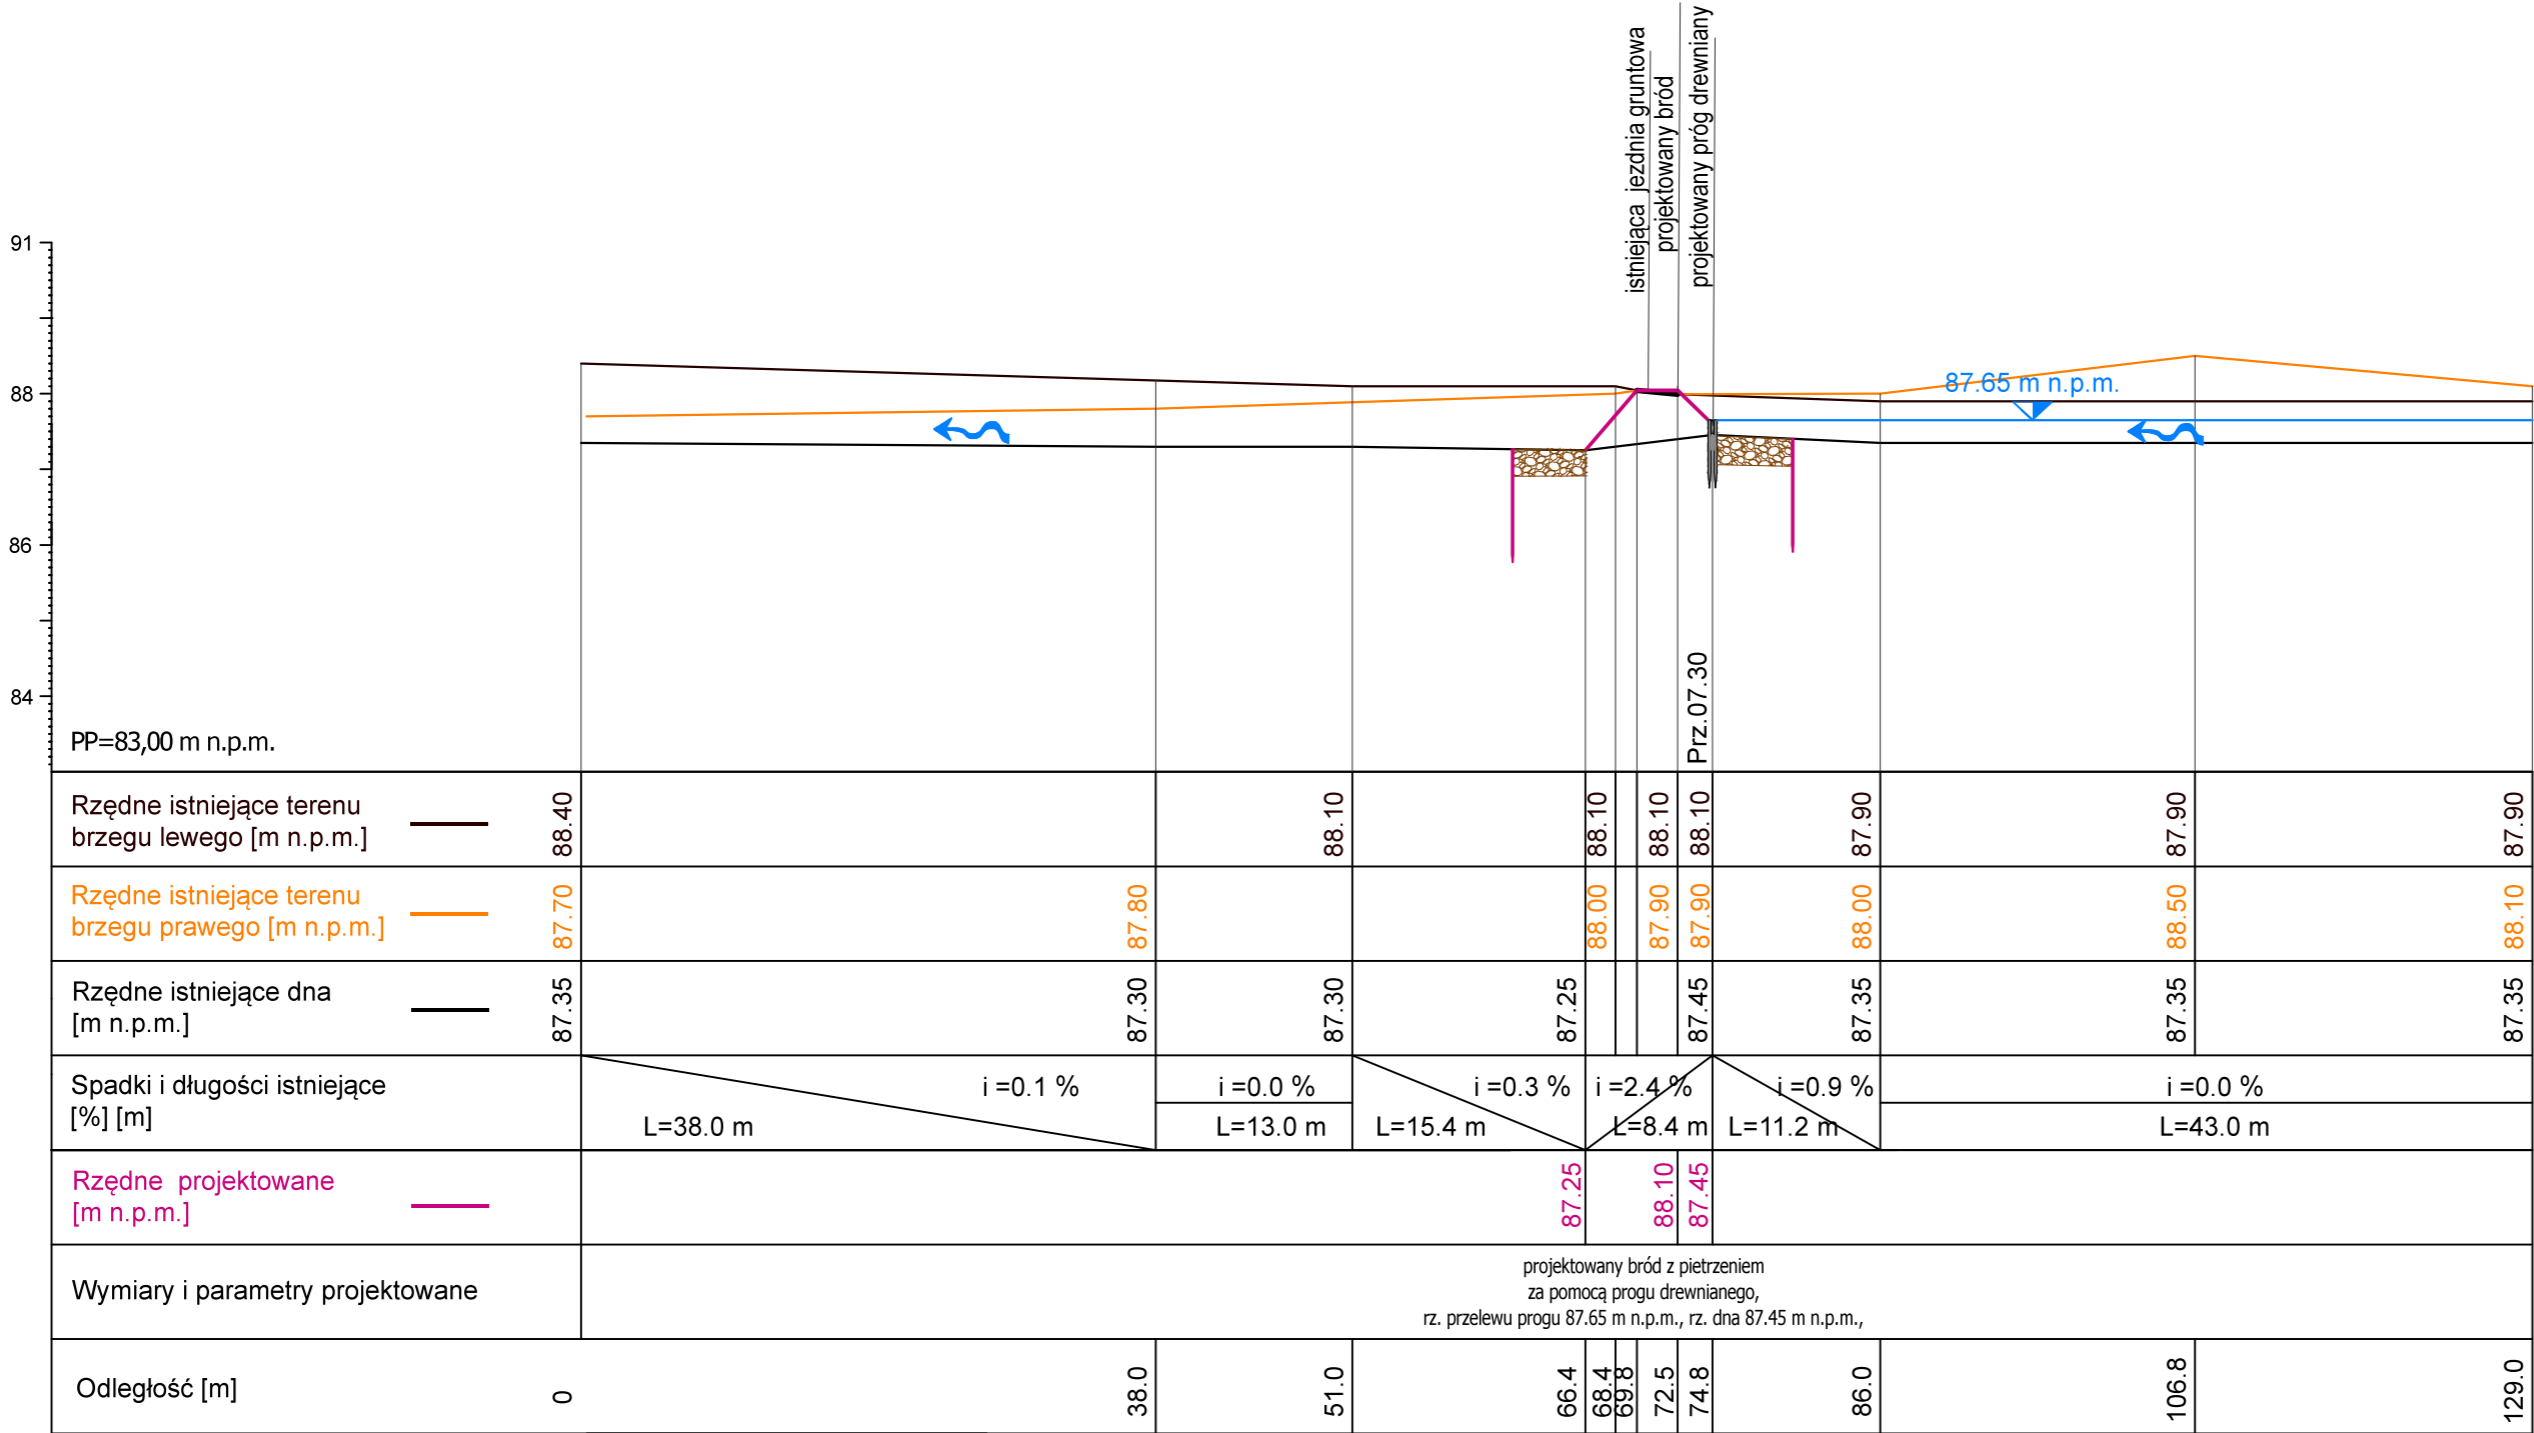 istniejąca jezdnia gruntowa
projektowany bród
projektowany próg drewniany
91
88
86
84
87.65 m n.p.m.
Prz.07.30
PP=83,00 m n.p.m.
Rzędne istniejące terenu
brzegu lewego [m n.p.m.]
88.40
88.10
88.10
88.10
88.10
87.90
87.90
87.90
Rzędne istniejące terenu
brzegu prawego [m n.p.m.]
87.70
87.80
88.00
87.90
87.90
88.00
88.50
88.10
Rzędne istniejące dna
[m n.p.m.]
87.35
87.30
87.30
87.25
87.45
87.35
87.35
87.35
Spadki i długości istniejące
[%] [m]
i =0.1 %
L=38.0 m
i =0.0 %
L=13.0 m
i =0.3 %
L=15.4 m
i =2.4 %
L=8.4 m
i =0.9 %
L=11.2 m
i =0.0 %
L=43.0 m
Rzędne projektowane
[m n.p.m.]
87.25
88.10
87.45
Wymiary i parametry projektowane
projektowany bród z pietrzeniem
za pomocą progu drewnianego,
rz. przelewu progu 87.65 m n.p.m., rz. dna 87.45 m n.p.m.,
Odległość [m]
0
38.0
51.0
66.4
68.4
69.8
72.5
74.8
86.0
106.8
129.0